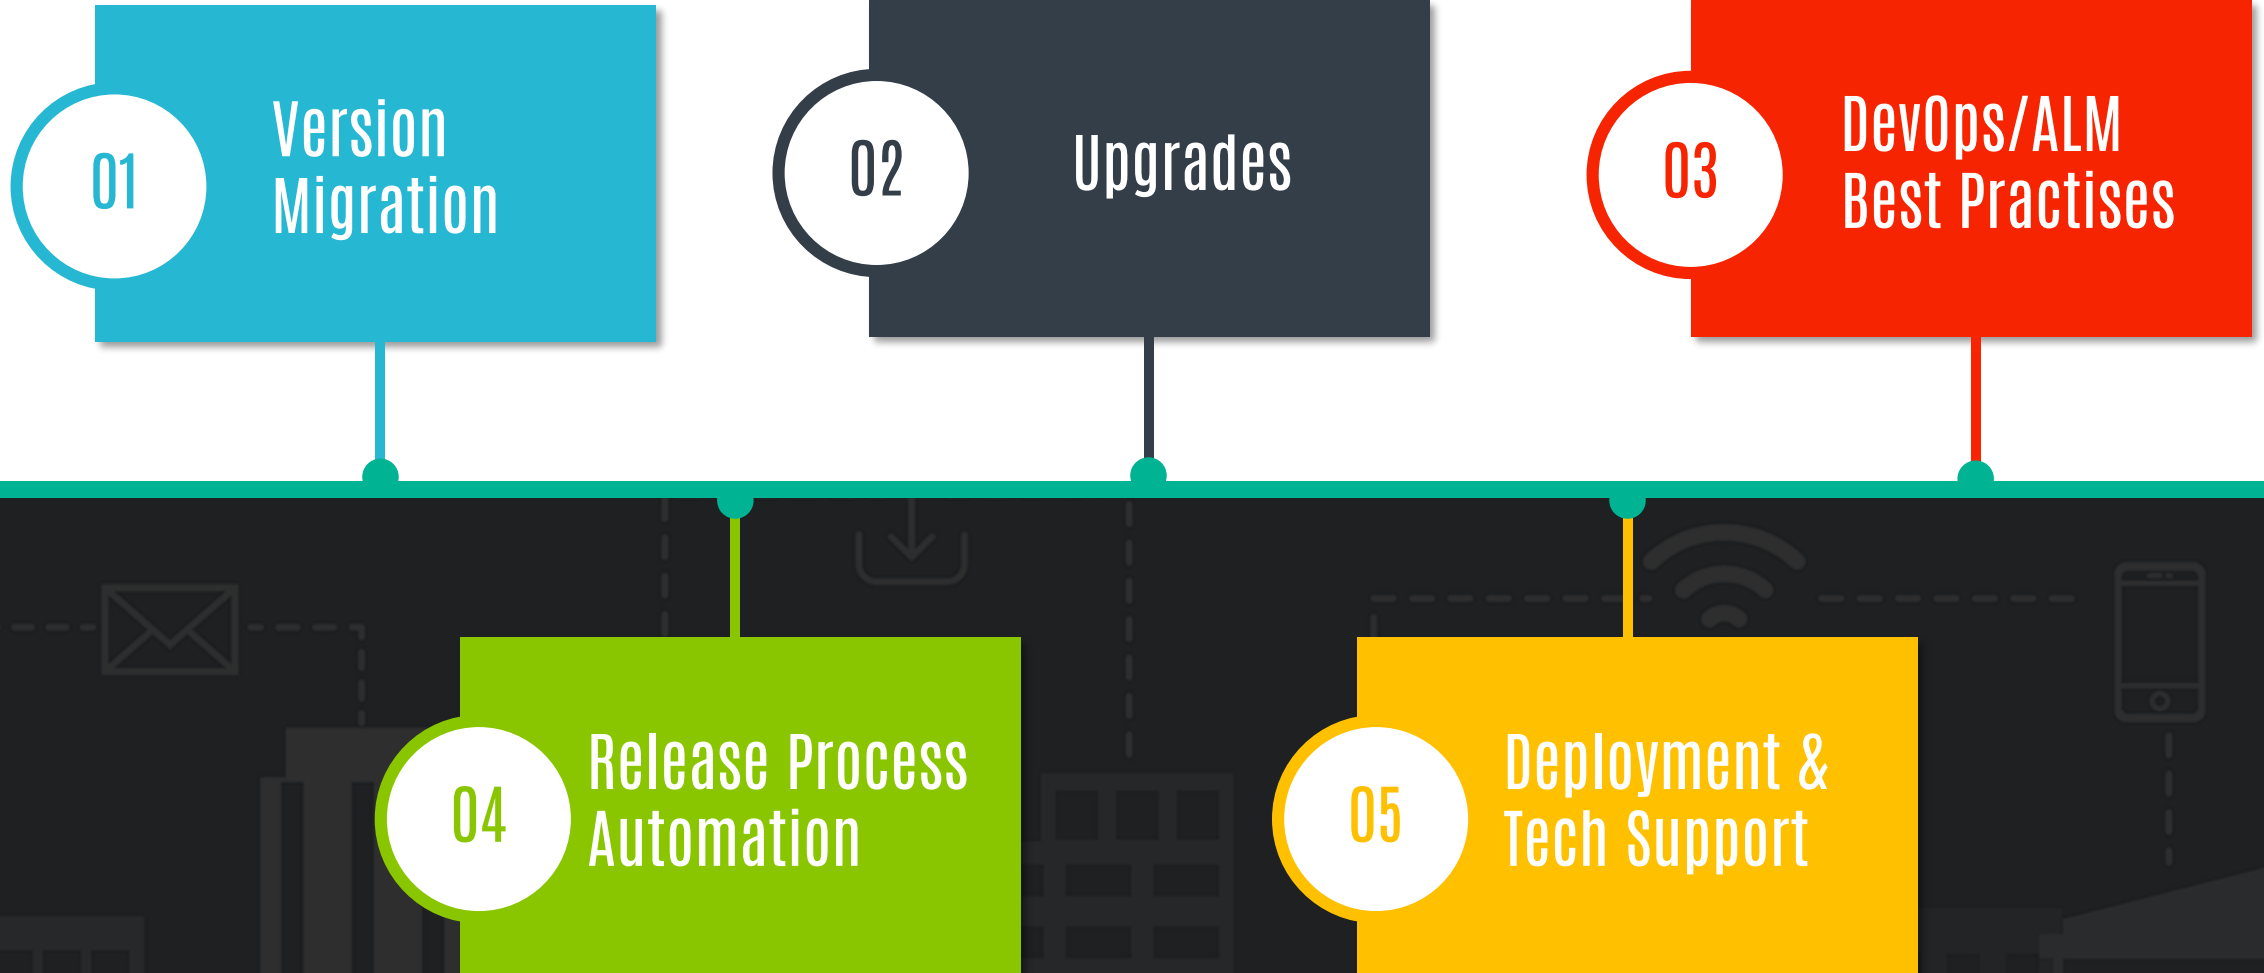 01
Version
Migration
02
Upgrades
03
DevOps/ALM
Best Practises
04
Release Process
Automation
05
Deployment &
Tech Support